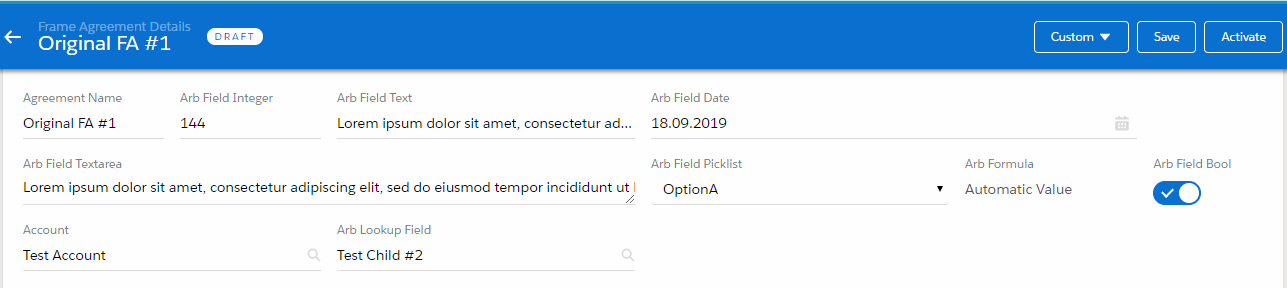 Frame Agreement Details
Original FA #1 DRAFT Custom Save Activate
Agreement Name Arb Field Integer Arb Field Text Arb Field Date
Original FA #1 144 Lorem ipsum dolor sit amet, consectetur ad... 18.09.2019
Arb Field Textarea Arb Field Picklist Arb Formula Arb Field Bool
Lorem ipsum dolor sit amet, consectetur adipiscing elit, sed do eiusmod tempor incididunt ut OptionA Automatic Value
Account Arb Lookup Field
Test Account Test Child #2